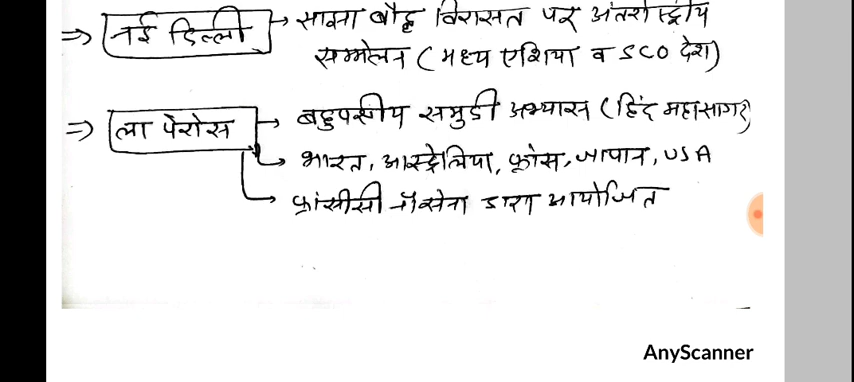 ⇒ नई दिल्ली → साझा बौद्ध विरासत पर अंतर्राष्ट्रीय
सम्मेलन ( मध्य एशिया व SCO देश)
⇒ ला पेरोस → बहुपक्षीय समुद्री अभ्यास (हिंद महासागर)
→ भारत, आस्ट्रेलिया, फ्रांस, जापान, USA
→ फ्रांसीसी नौसेना द्वारा आयोजित
AnyScanner